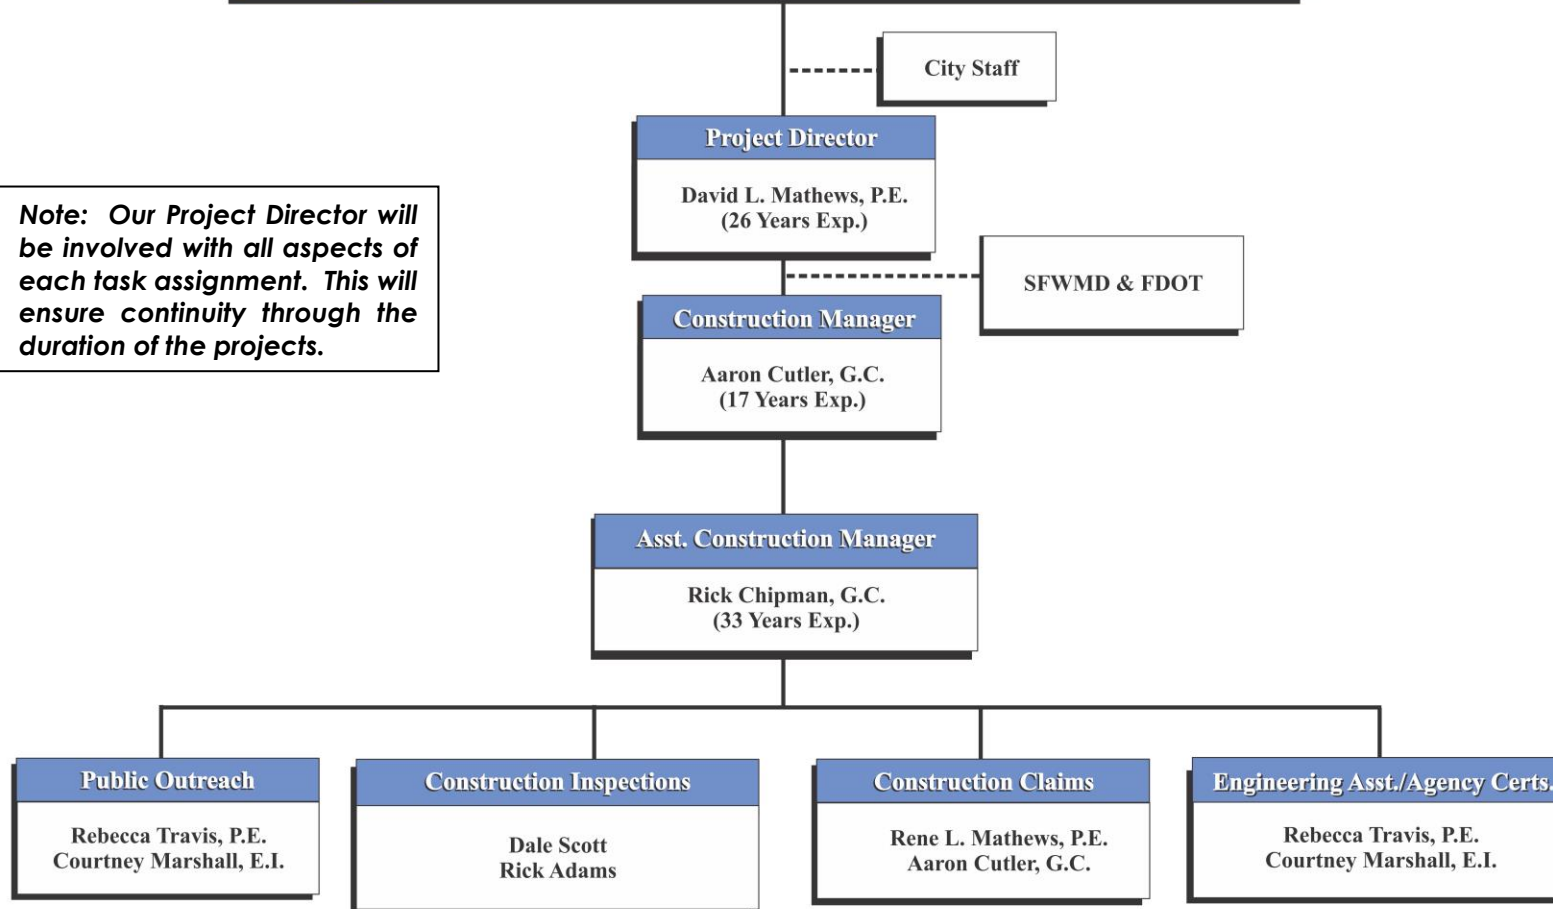 City Staff
Project Director
David L. Mathews, P.E.
(26 Years Exp.)
Note: Our Project Director will
be involved with all aspects of
each task assignment. This will
ensure continuity through the
duration of the projects.
SFWMD & FDOT
Construction Manager
Aaron Cutler, G.C.
(17 Years Exp.)
Asst. Construction Manager
Rick Chipman, G.C.
(33 Years Exp.)
Public Outreach
Rebecca Travis, P.E.
Courtney Marshall, E.I.
Construction Inspections
Dale Scott
Rick Adams
Construction Claims
Rene L. Mathews, P.E.
Aaron Cutler, G.C.
Engineering Asst./Agency Certs.
Rebecca Travis, P.E.
Courtney Marshall, E.I.